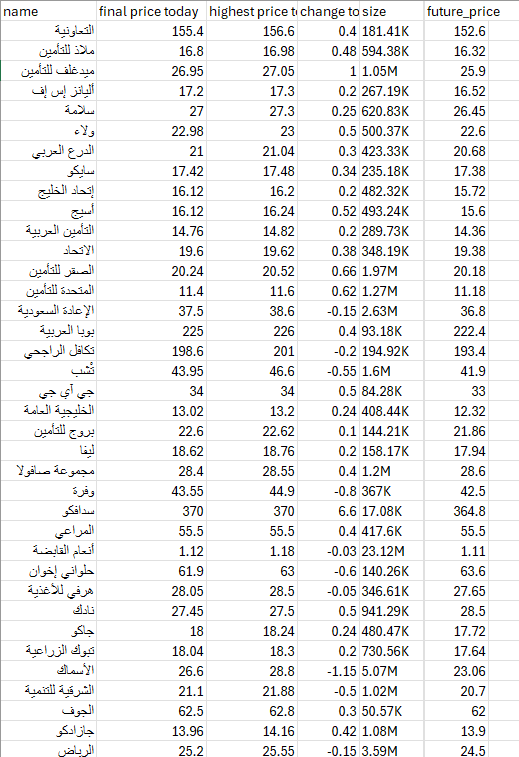 name final price today highest price to change to size future_price
التعاونية 155.4 156.6 0.4 181.41K 152.6
ملاذ للتأمين 16.8 16.98 0.48 594.38K 16.32
ميدغلف للتأمين 26.95 27.05 1 1.05M 25.9
أليانز إس إف 17.2 17.3 0.2 267.19K 16.52
سلامة 27 27.3 0.25 620.83K 26.45
ولاء 22.98 23 0.5 500.37K 22.6
الدرع العربي 21 21.04 0.3 423.33K 20.68
سايكو 17.42 17.48 0.34 235.18K 17.38
إتحاد الخليج 16.12 16.2 0.2 482.32K 15.72
أسيج 16.12 16.24 0.52 493.24K 15.6
التأمين العربية 14.76 14.82 0.2 289.73K 14.36
الاتحاد 19.6 19.62 0.38 348.19K 19.38
الصقر للتأمين 20.24 20.52 0.66 1.97M 20.18
المتحدة للتأمين 11.4 11.6 0.62 1.27M 11.18
الإعادة السعودية 37.5 38.6 -0.15 2.63M 36.8
بوبا العربية 225 226 0.4 93.18K 222.4
تكافل الراجحي 198.6 201 -0.2 194.92K 193.4
تْشب 43.95 46.6 -0.55 1.6M 41.9
جي آي جي 34 34 0.5 84.28K 33
الخليجية العامة 13.02 13.2 0.24 408.44K 12.32
بروج للتأمين 22.6 22.62 0.1 144.21K 21.86
ليفا 18.62 18.76 0.2 158.17K 17.94
مجموعة صافولا 28.4 28.55 0.4 1.2M 28.6
وفرة 43.55 44.9 -0.8 367K 42.5
سدافكو 370 370 6.6 17.08K 364.8
المراعي 55.5 55.5 0.4 417.6K 55.5
أنعام القابضة 1.12 1.18 -0.03 23.12M 1.11
حلواني إخوان 61.9 63 -0.6 140.26K 63.6
هرفي للأغذية 28.05 28.5 -0.05 346.61K 27.65
نادك 27.45 27.5 0.5 941.29K 28.5
جاكو 18 18.24 0.24 480.47K 17.72
تبوك الزراعية 18.04 18.3 0.2 730.56K 17.64
الأسماك 26.6 28.8 -1.15 5.07M 23.06
الشرقية للتنمية 21.1 21.88 -0.5 1.02M 20.7
الجوف 62.5 62.8 0.3 50.57K 62
جازادكو 13.96 14.16 0.42 1.08M 13.9
الرياض 25.2 25.55 -0.15 3.59M 24.5